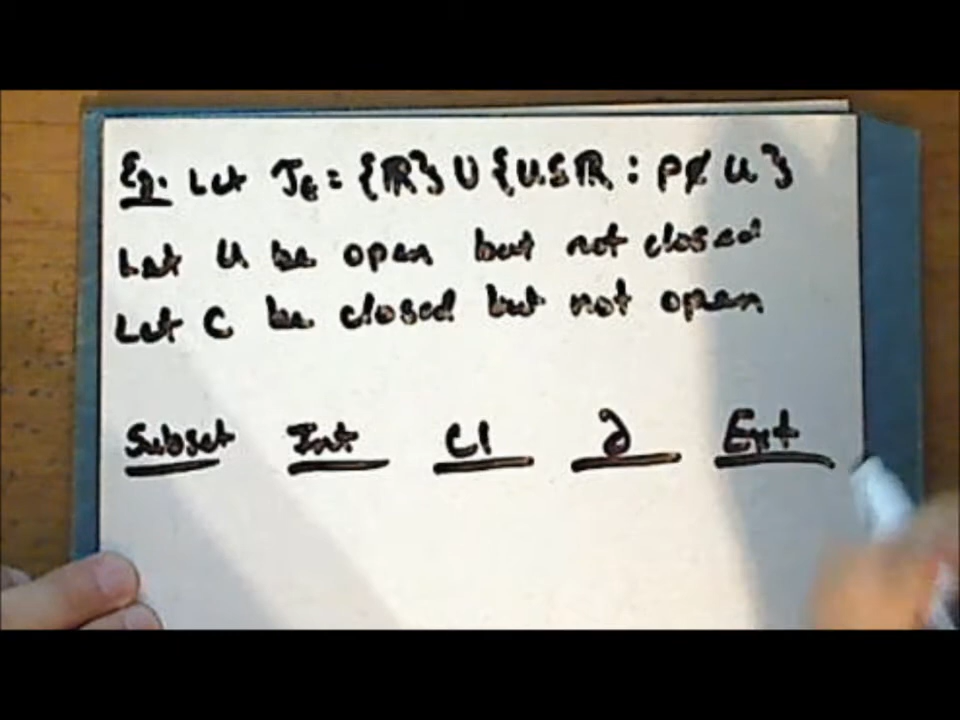 Eg. Let T_E = {ℝ} ∪ {U ⊆ ℝ : P ∉ U}
Let U be open but not closed
Let C be closed but not open
Subset Int Cl ∂ Ext